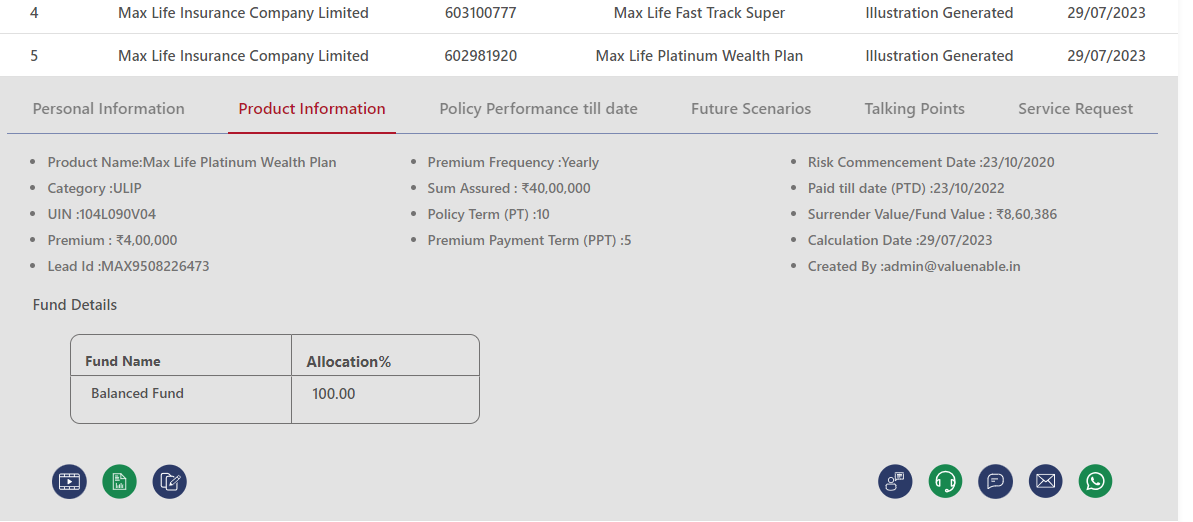 4 Max Life Insurance Company Limited 603100777 Max Life Fast Track Super Illustration Generated 29/07/2023
5 Max Life Insurance Company Limited 602981920 Max Life Platinum Wealth Plan Illustration Generated 29/07/2023
Personal Information Product Information Policy Performance till date Future Scenarios Talking Points Service Request
• Product Name:Max Life Platinum Wealth Plan • Premium Frequency :Yearly • Risk Commencement Date :23/10/2020
• Category :ULIP • Sum Assured : ₹40,00,000 • Paid till date (PTD) :23/10/2022
• UIN :104L090V04 • Policy Term (PT) :10 • Surrender Value/Fund Value : ₹8,60,386
• Premium : ₹4,00,000 • Premium Payment Term (PPT) :5 • Calculation Date :29/07/2023
• Lead Id :MAX9508226473 • Created By :admin@valuenable.in
Fund Details
Fund Name Allocation%
Balanced Fund 100.00